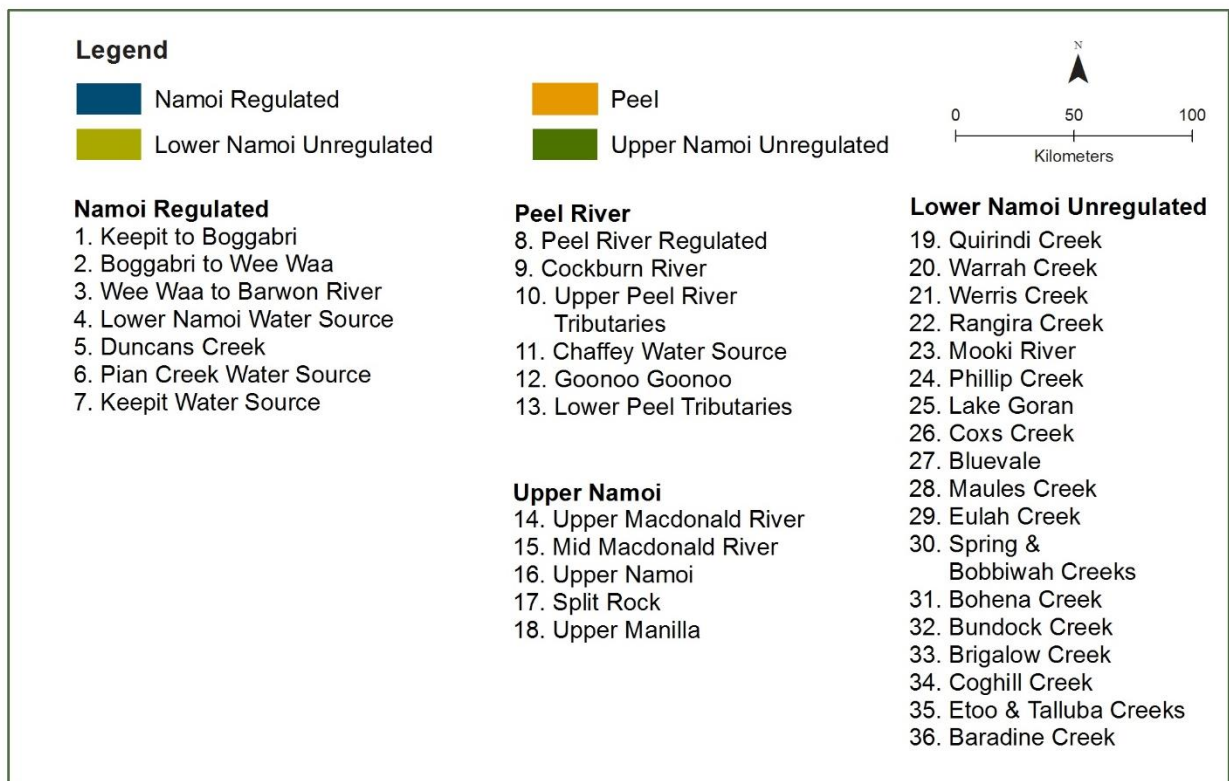 Legend
Namoi Regulated
Lower Namoi Unregulated
Peel
Upper Namoi Unregulated
N
0 50 100
Kilometers
Namoi Regulated
1. Keepit to Boggabri
2. Boggabri to Wee Waa
3. Wee Waa to Barwon River
4. Lower Namoi Water Source
5. Duncans Creek
6. Pian Creek Water Source
7. Keepit Water Source
Peel River
8. Peel River Regulated
9. Cockburn River
10. Upper Peel River
Tributaries
11. Chaffey Water Source
12. Goonoo Goonoo
13. Lower Peel Tributaries
Upper Namoi
14. Upper Macdonald River
15. Mid Macdonald River
16. Upper Namoi
17. Split Rock
18. Upper Manilla
Lower Namoi Unregulated
19. Quirindi Creek
20. Warrah Creek
21. Werris Creek
22. Rangira Creek
23. Mooki River
24. Phillip Creek
25. Lake Goran
26. Coxs Creek
27. Bluevale
28. Maules Creek
29. Eulah Creek
30. Spring &
Bobbiwah Creeks
31. Bohena Creek
32. Bundock Creek
33. Brigalow Creek
34. Coghill Creek
35. Etoo & Talluba Creeks
36. Baradine Creek